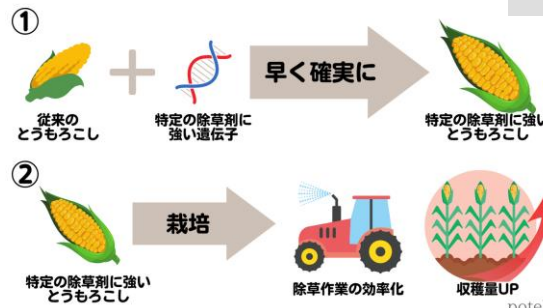 ①
早く確実に
従来の
とうもろこし
特定の除草剤に
強い遺伝子
特定の除草剤に強い
とうもろこし
②
栽培
特定の除草剤に強い
とうもろこし
除草作業の効率化
収穫量UP
pote